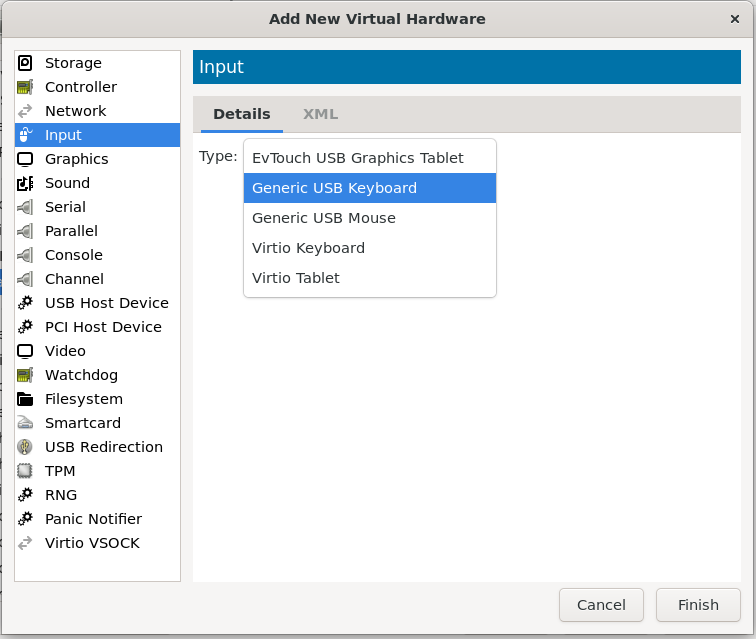 Add New Virtual Hardware
Storage
Controller
Network
Input
Graphics
Sound
Serial
Parallel
Console
Channel
USB Host Device
PCI Host Device
Video
Watchdog
Filesystem
Smartcard
USB Redirection
TPM
RNG
Panic Notifier
Virtio VSOCK
Input
Details XML
Type:
EvTouch USB Graphics Tablet
Generic USB Keyboard
Generic USB Mouse
Virtio Keyboard
Virtio Tablet
Cancel Finish